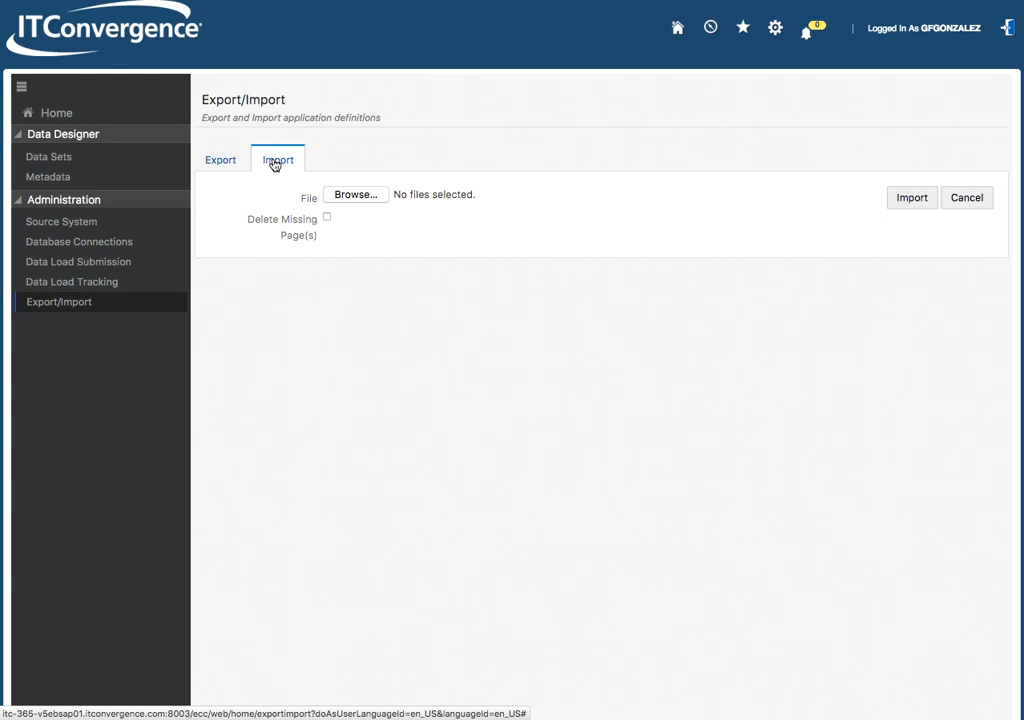 ITConvergence
0
Logged In As GFGONZALEZ
Home
Data Designer
Data Sets
Metadata
Administration
Source System
Database Connections
Data Load Submission
Data Load Tracking
Export/Import
Export/Import
Export and Import application definitions
Export
Import
File
Browse...
No files selected.
Import
Cancel
Delete Missing
Page(s)
itc-365-v5ebsap01.itconvergence.com:8003/ecc/web/home/exportimport?doAsUserLanguageId=en_US&languageId=en_US#